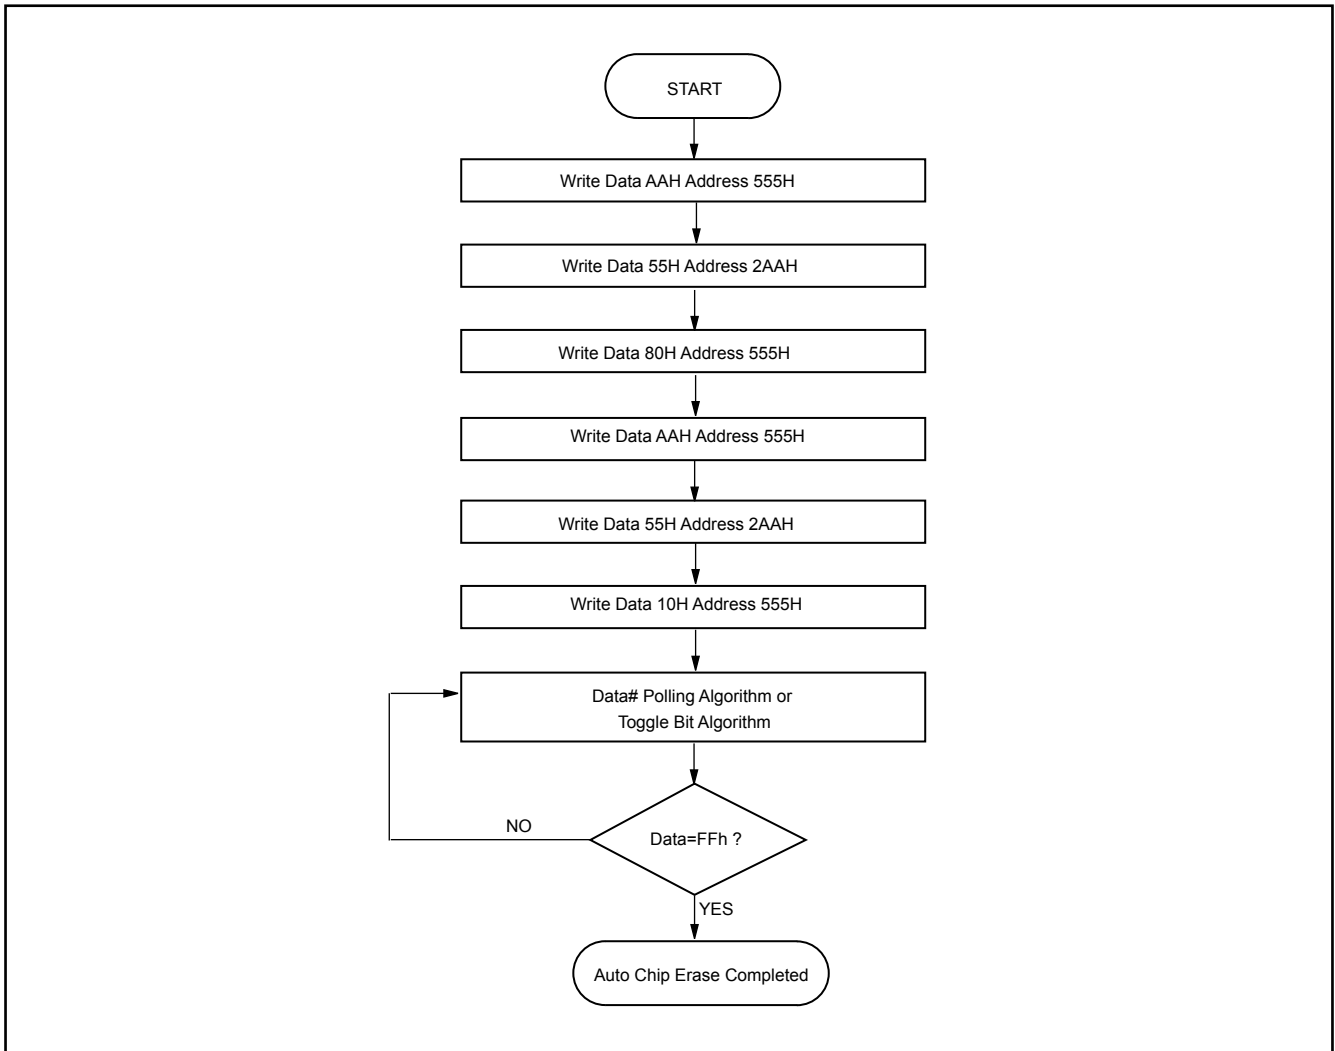 START
Write Data AAH Address 555H
Write Data 55H Address 2AAH
Write Data 80H Address 555H
Write Data AAH Address 555H
Write Data 55H Address 2AAH
Write Data 10H Address 555H
Data# Polling Algorithm or
Toggle Bit Algorithm
NO
Data=FFh ?
YES
Auto Chip Erase Completed